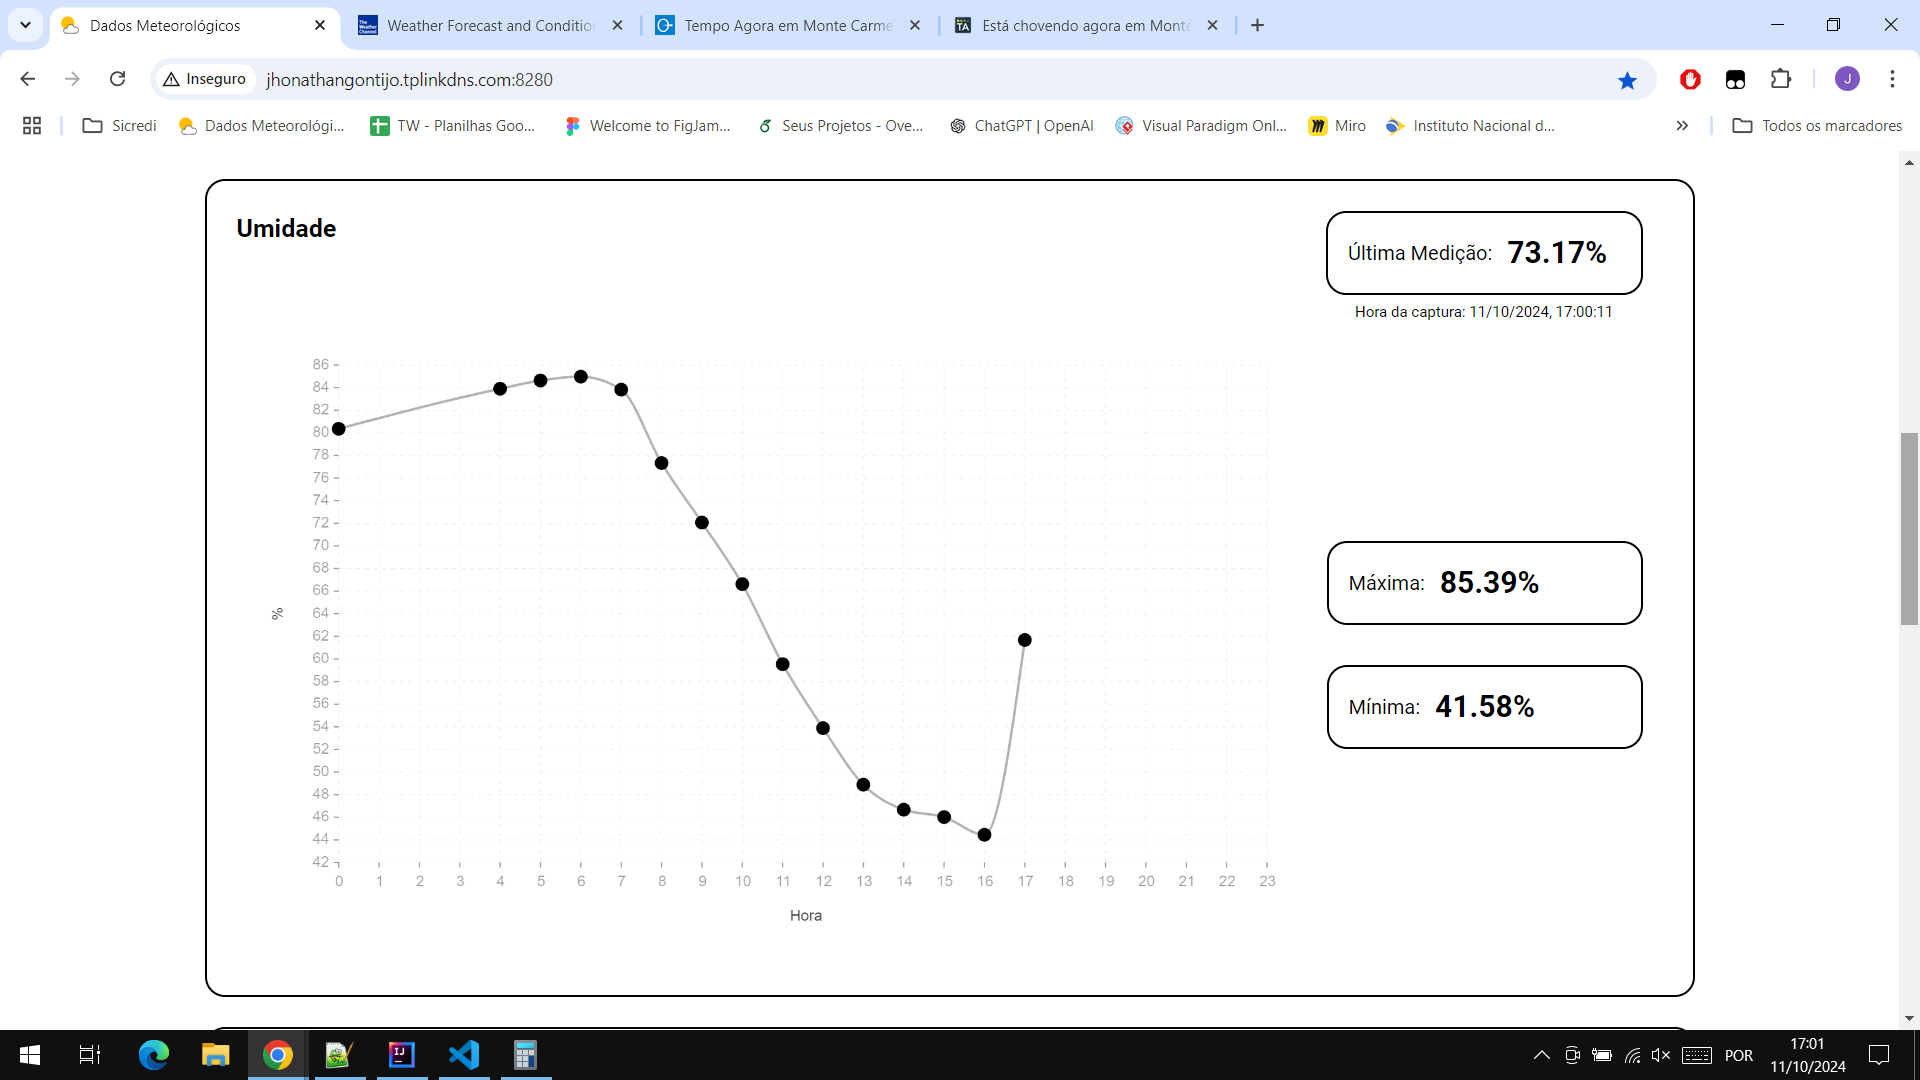 Dados Meteorológicos
Weather Forecast and Condition
Tempo Agora em Monte Carme
Está chovendo agora em Monte
Inseguro
jhonathangontijo.tplinkdns.com:8280
J
Sicredi
Dados Meteorológi...
TW - Planilhas Goo...
Welcome to FigJam...
Seus Projetos - Ove...
ChatGPT | OpenAI
Visual Paradigm Onl...
Miro
Instituto Nacional d...
Todos os marcadores
Umidade
Última Medição: 73.17%
Hora da captura: 11/10/2024, 17:00:11
86
84
82
80
78
76
74
72
70
68
66
64
62
60
58
56
54
52
50
48
46
44
42
%
0 1 2 3 4 5 6 7 8 9 10 11 12 13 14 15 16 17 18 19 20 21 22 23
Hora
Máxima: 85.39%
Mínima: 41.58%
POR
17:01
11/10/2024